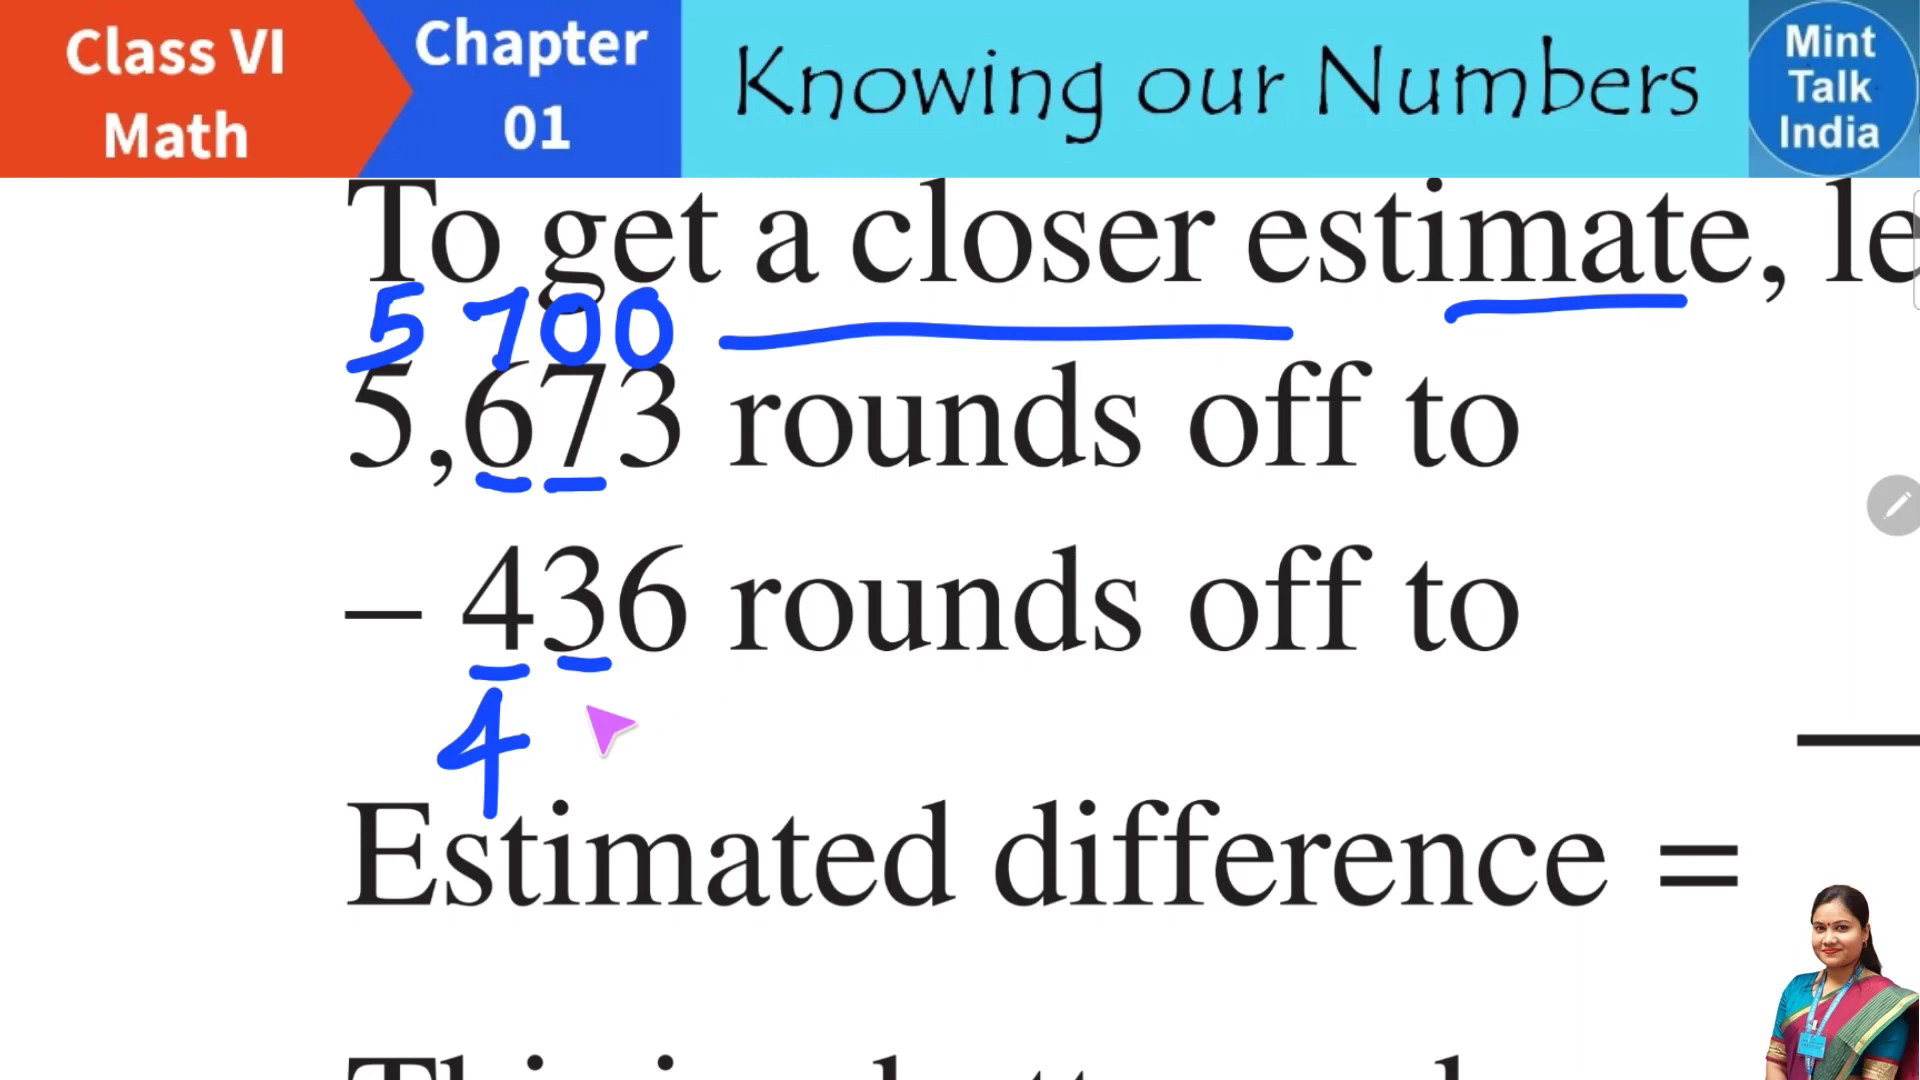 Class VI
Math
Chapter
01
Knowing our Numbers
Mint
Talk
India
To get a closer estimate, le
5 700
5,673 rounds off to
– 436 rounds off to
4
Estimated difference =